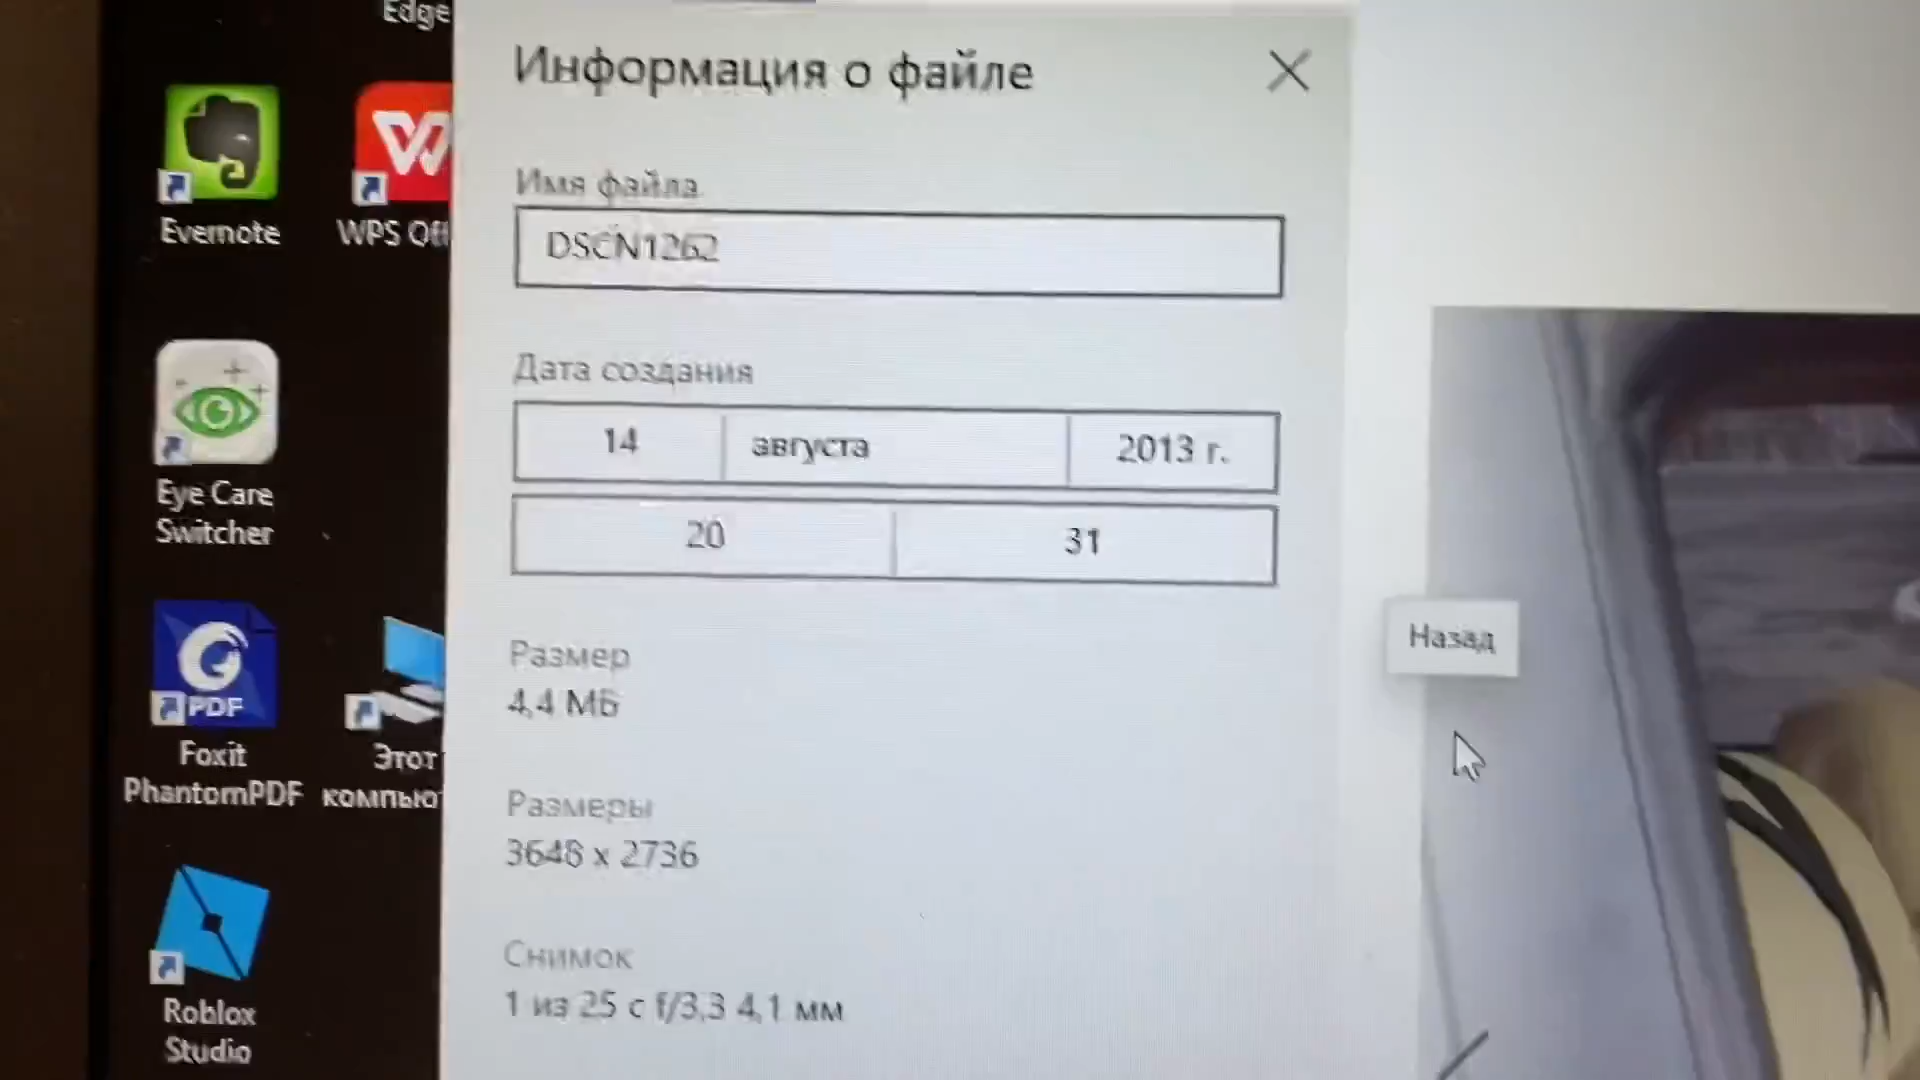 Edge
Информация о файле
Имя файла
DSCN1262
Дата создания
14 августа 2013 г.
20 31
Размер
4,4 МБ
Размеры
3648 x 2736
Снимок
1 из 25 с f/3,3 4,1 мм
Назад
Evernote
WPS Off
Eye Care
Switcher
PDF
Foxit
PhantomPDF
Этот
компьют
Roblox
Studio